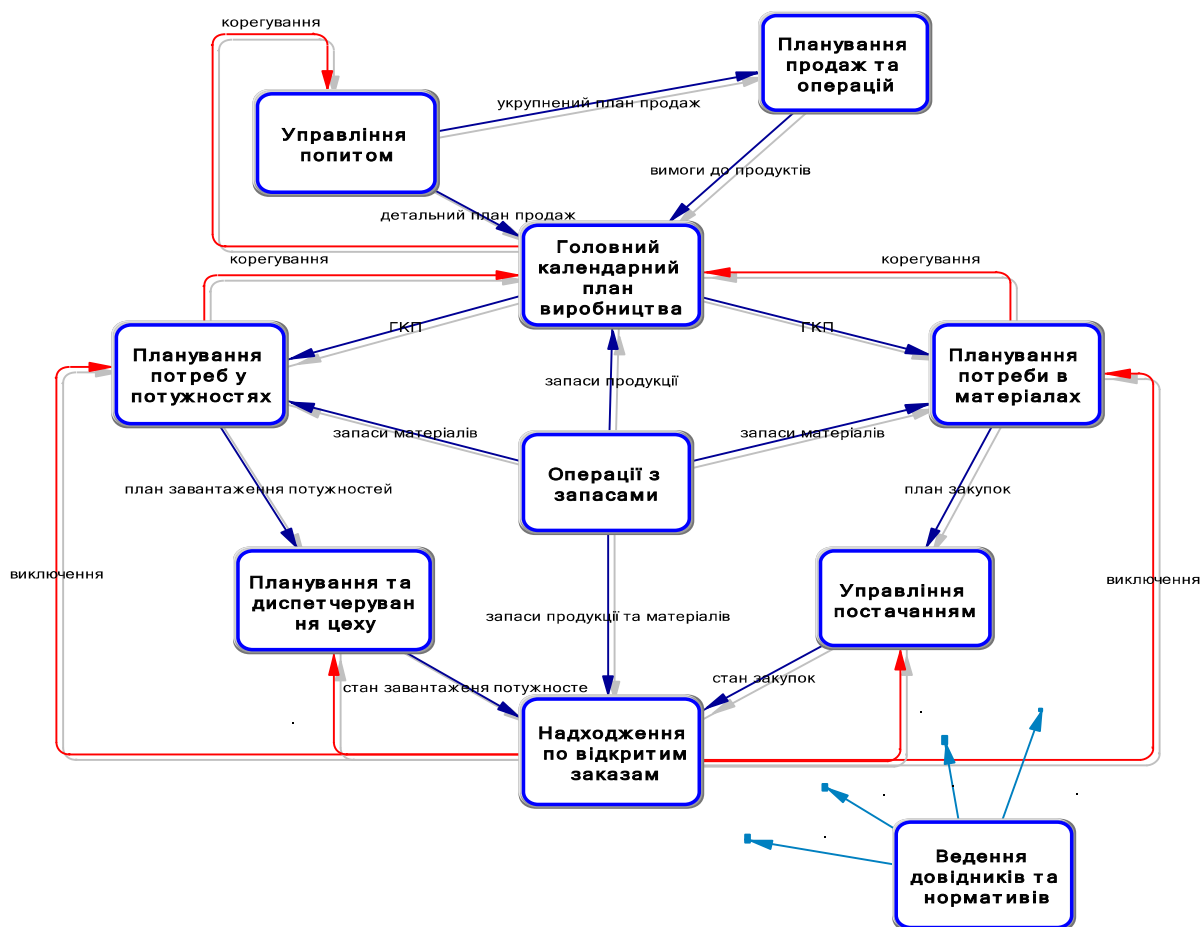 корегування
Планування
продаж та
операцій
укрупнений план продаж
Управління
попитом
вимоги до продуктів
детальний план продаж
Головний
календарний
план
виробництва
корегування
корегування
ГКП
ГКП
Планування
потреб у
потужностях
Планування
потреби в
матеріалах
запаси продукції
запаси матеріалів
запаси матеріалів
Операції з
запасами
план завантаження потужностей
план закупок
виключення
виключення
Планування та
диспетчеруван
ня цеху
Управління
постачанням
запаси продукції та матеріалів
стан завантаженя потужносте
стан закупок
Надходження
по відкритим
заказам
Ведення
довідників та
нормативів